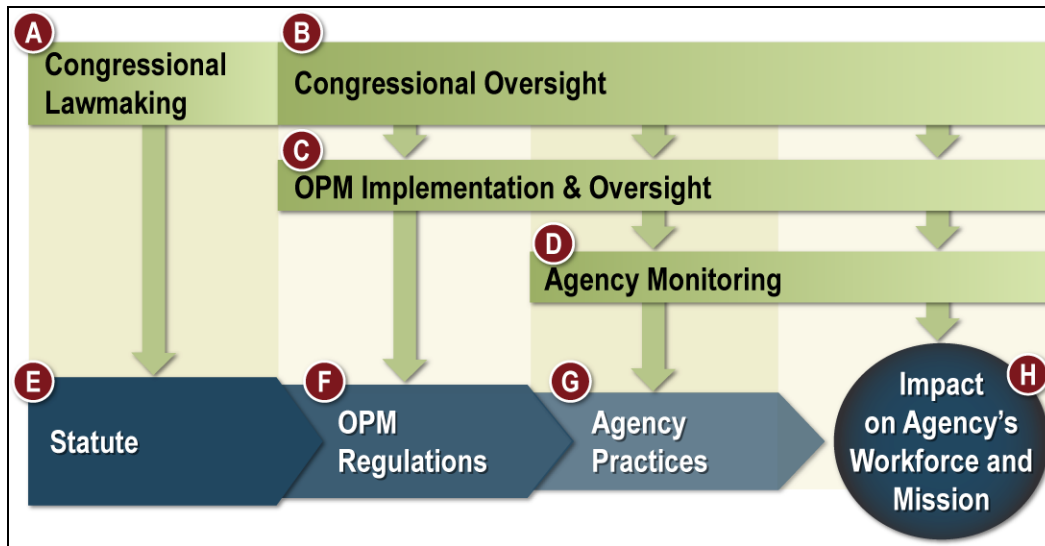 A
Congressional
Lawmaking
B
Congressional Oversight
C
OPM Implementation & Oversight
D
Agency Monitoring
E
Statute
F
OPM
Regulations
G
Agency
Practices
H
Impact
on Agency's
Workforce and
Mission